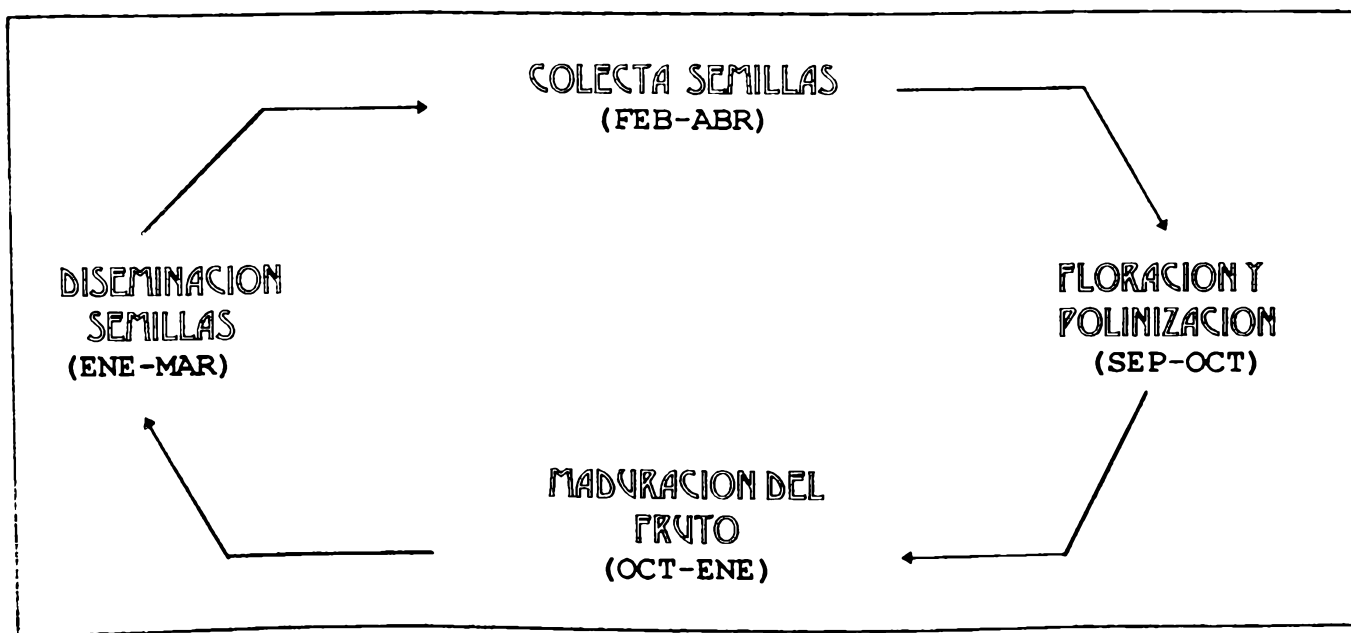 COLECTA SEMILLAS
(FEB-ABR)
FLORACION Y
POLINIZACION
(SEP-OCT)
MADURACION DEL
FRUTO
(OCT-ENE)
DISEMINACION
SEMILLAS
(ENE-MAR)